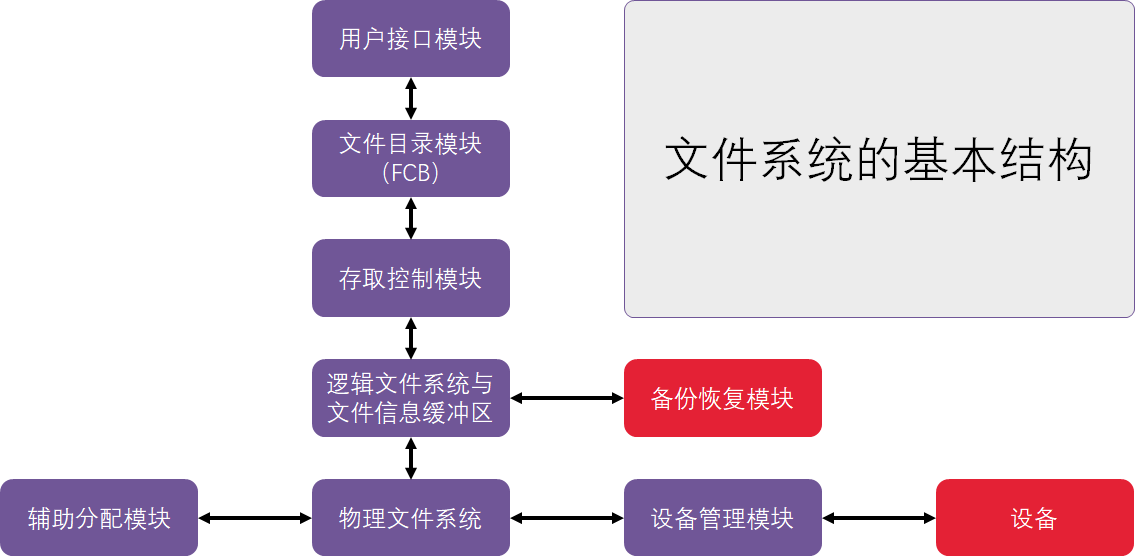 用户接口模块
文件目录模块
（FCB）
文件系统的基本结构
存取控制模块
逻辑文件系统与
文件信息缓冲区
备份恢复模块
辅助分配模块
物理文件系统
设备管理模块
设备